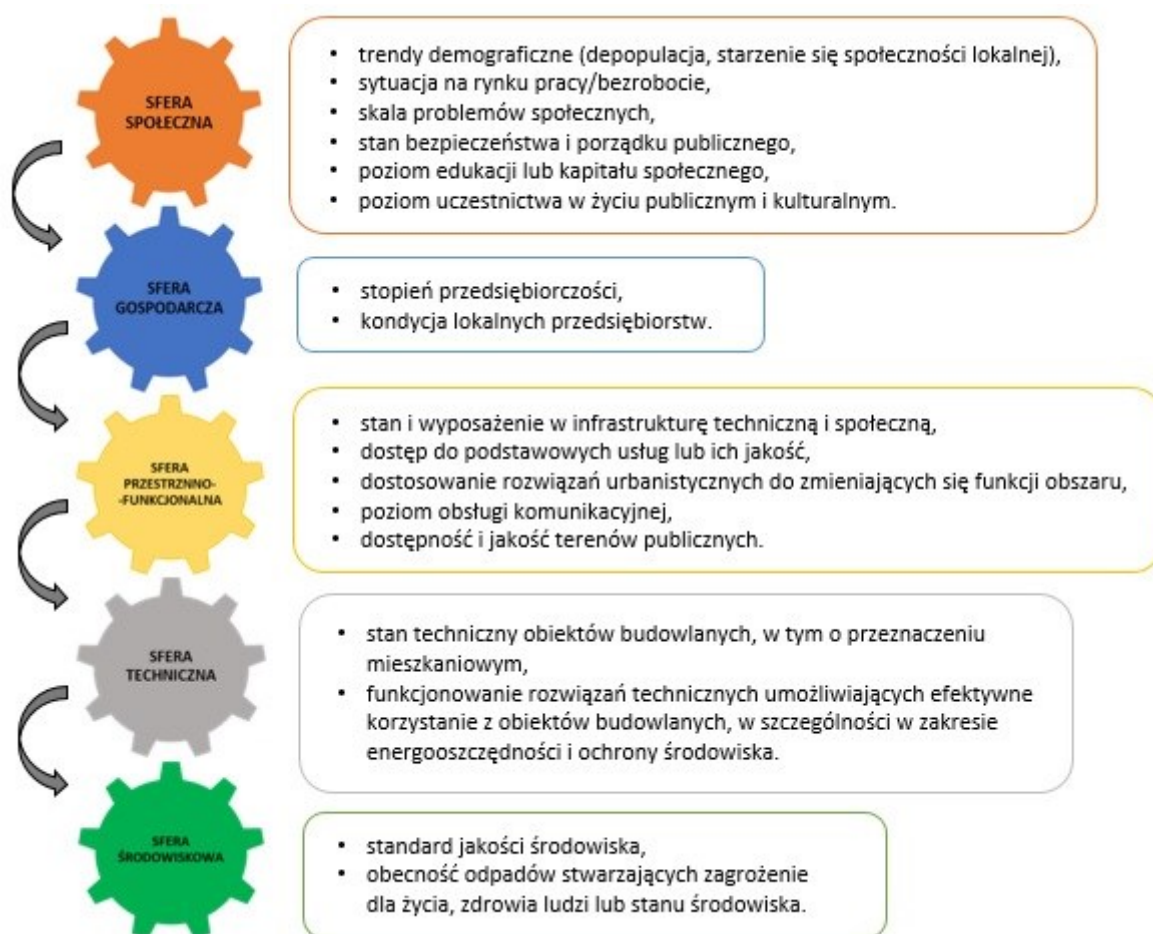 SFERA
SPOŁECZNA
• trendy demograficzne (depopulacja, starzenie się społeczności lokalnej),
• sytuacja na rynku pracy/bezrobocie,
• skala problemów społecznych,
• stan bezpieczeństwa i porządku publicznego,
• poziom edukacji lub kapitału społecznego,
• poziom uczestnictwa w życiu publicznym i kulturalnym.
SFERA
GOSPODARCZA
• stopień przedsiębiorczości,
• kondycja lokalnych przedsiębiorstw.
SFERA
PRZESTRZNNO-
-FUNKCJONALNA
• stan i wyposażenie w infrastrukturę techniczną i społeczną,
• dostęp do podstawowych usług lub ich jakość,
• dostosowanie rozwiązań urbanistycznych do zmieniających się funkcji obszaru,
• poziom obsługi komunikacyjnej,
• dostępność i jakość terenów publicznych.
SFERA
TECHNICZNA
• stan techniczny obiektów budowlanych, w tym o przeznaczeniu
mieszkaniowym,
• funkcjonowanie rozwiązań technicznych umożliwiających efektywne
korzystanie z obiektów budowlanych, w szczególności w zakresie
energooszczędności i ochrony środowiska.
SFERA
ŚRODOWISKOWA
• standard jakości środowiska,
• obecność odpadów stwarzających zagrożenie
dla życia, zdrowia ludzi lub stanu środowiska.